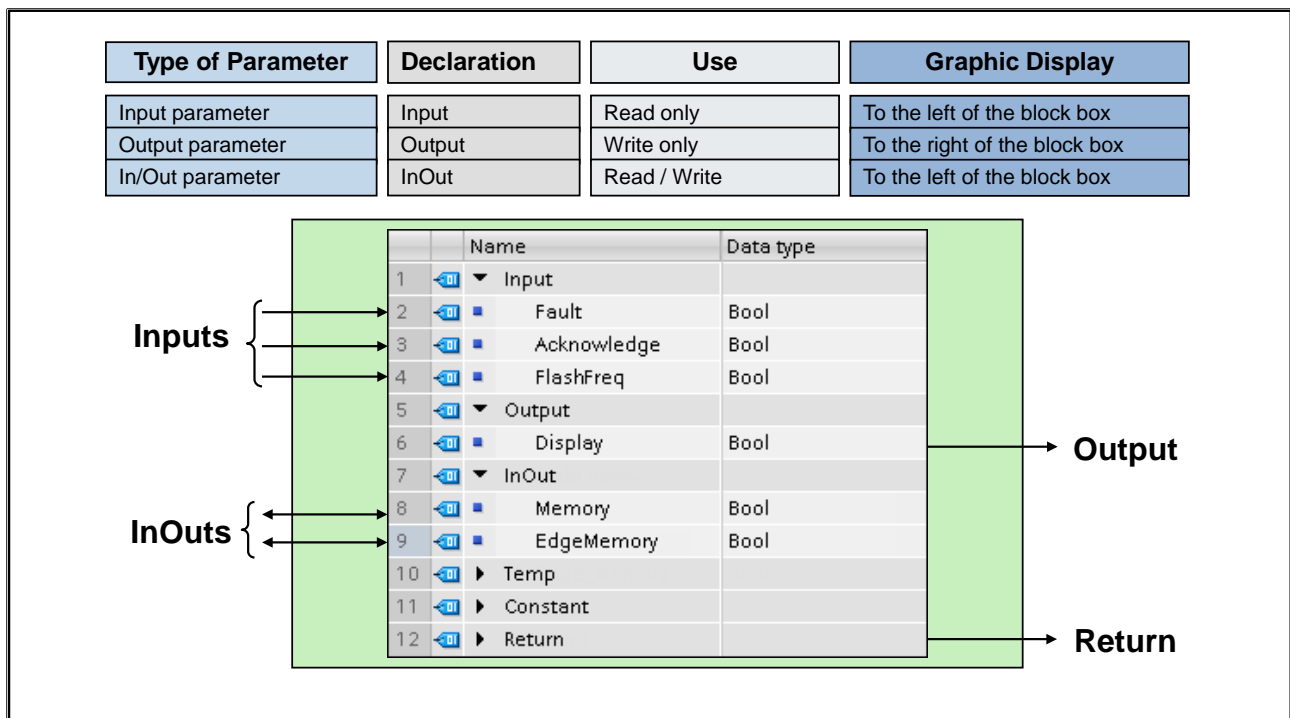 Type of Parameter Declaration Use Graphic Display
Input parameter Input Read only To the left of the block box
Output parameter Output Write only To the right of the block box
In/Out parameter InOut Read / Write To the left of the block box
Name Data type
1 Input
2 Fault Bool
Inputs
3 Acknowledge Bool
4 FlashFreq Bool
5 Output
6 Display Bool
Output
7 InOut
8 Memory Bool
InOuts
9 EdgeMemory Bool
10 Temp
11 Constant
12 Return
Return